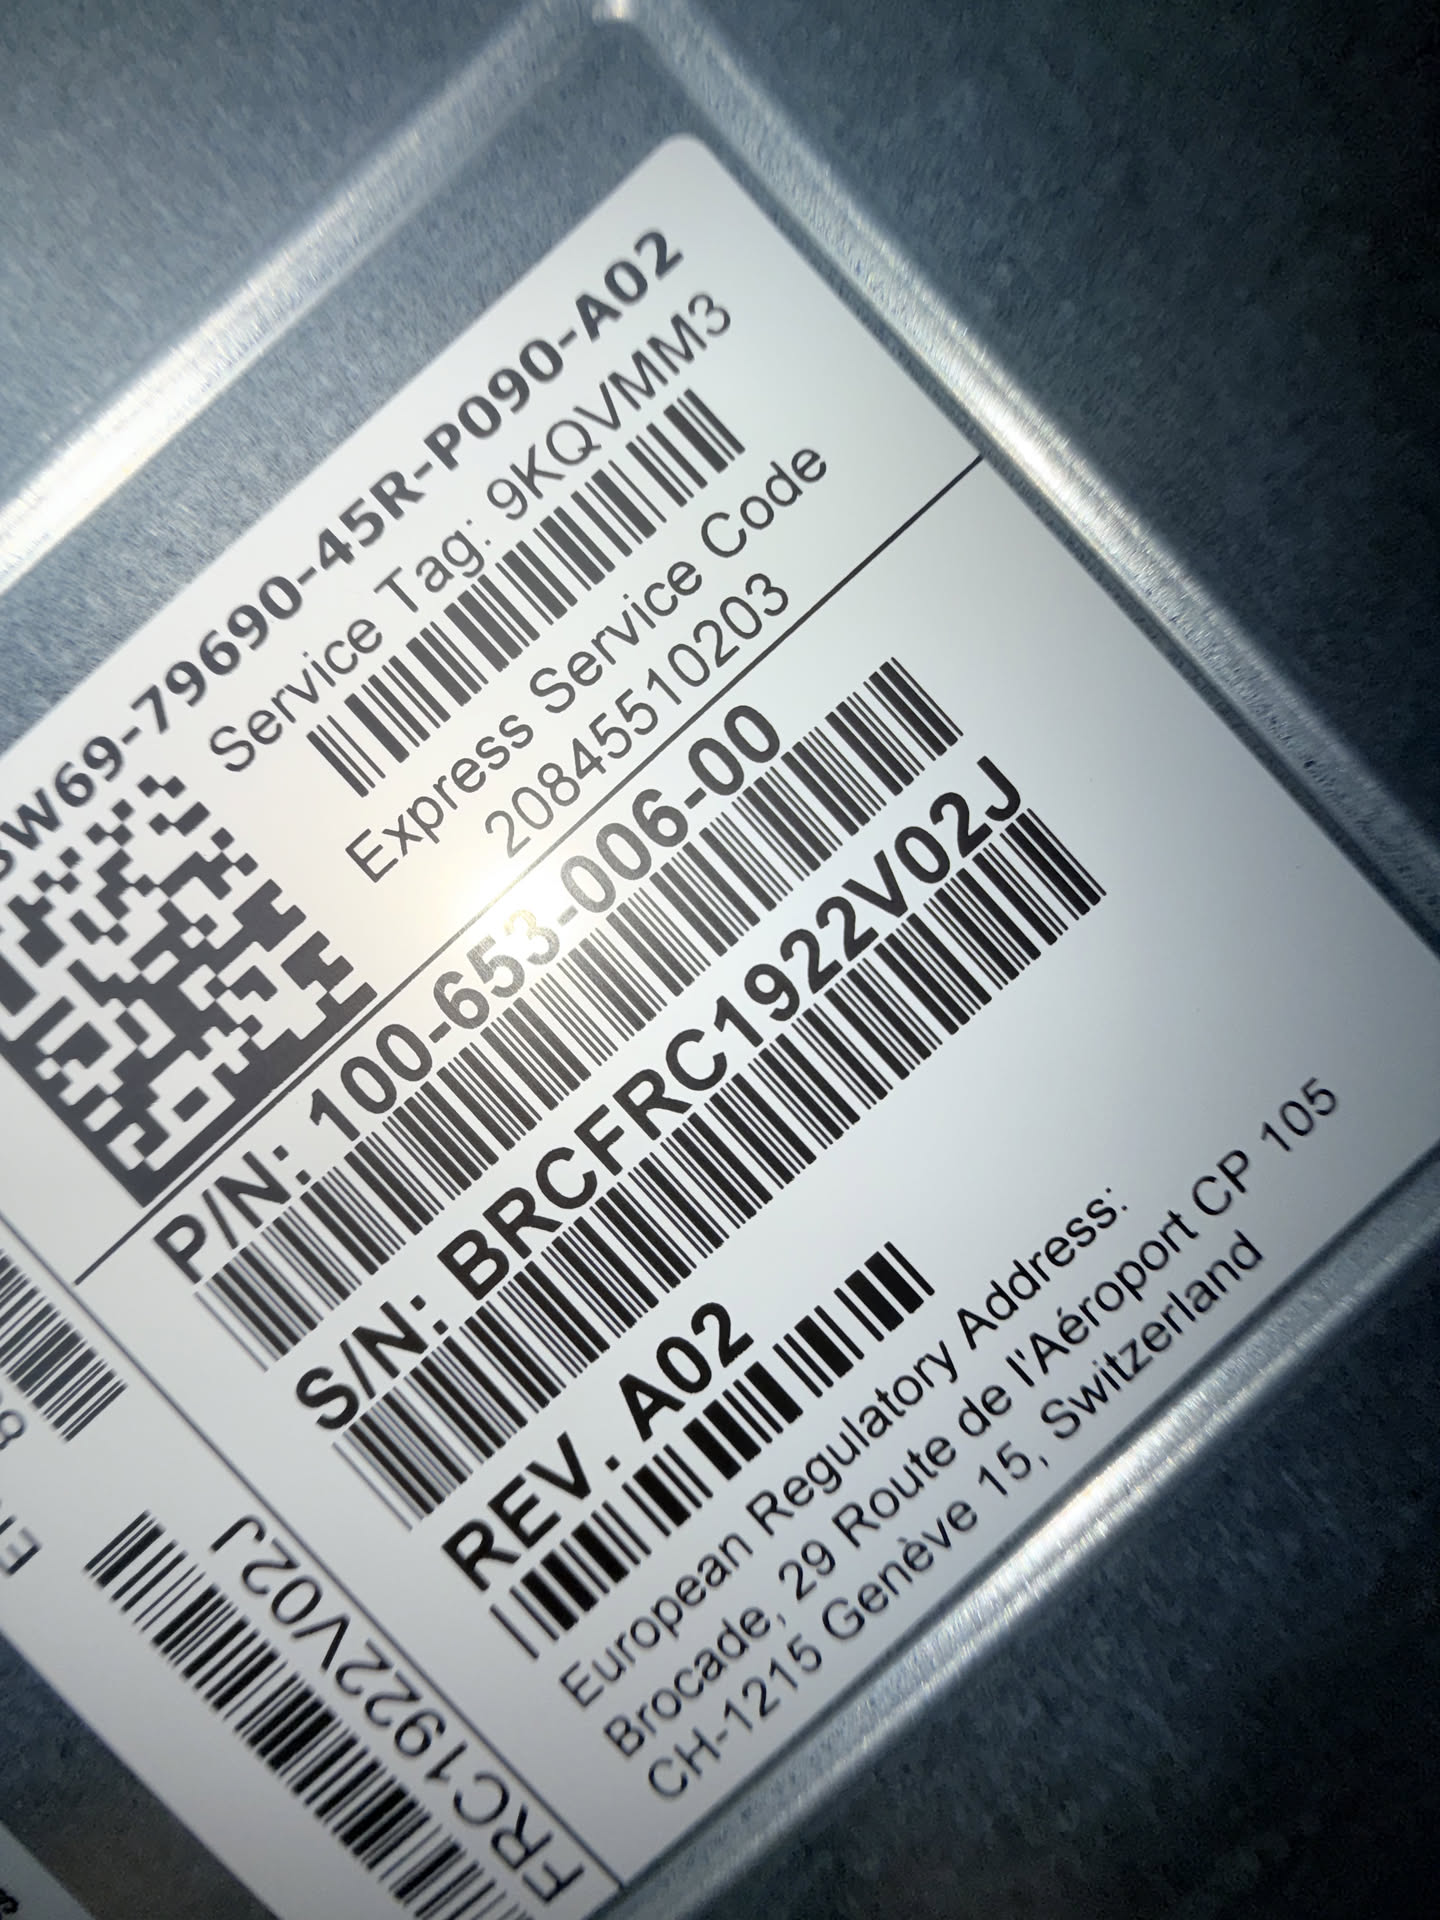 W69-79690-45R-P090-A02
Service Tag: 9KQVMM3
Express Service Code
20845510203
P/N: 100-653-006-00
S/N: BRCFRC1922V02J
REV. A02
European Regulatory Address:
Brocade, 29 Route de l'Aéroport CP 105
CH-1215 Genève 15, Switzerland
FRC1922V02J